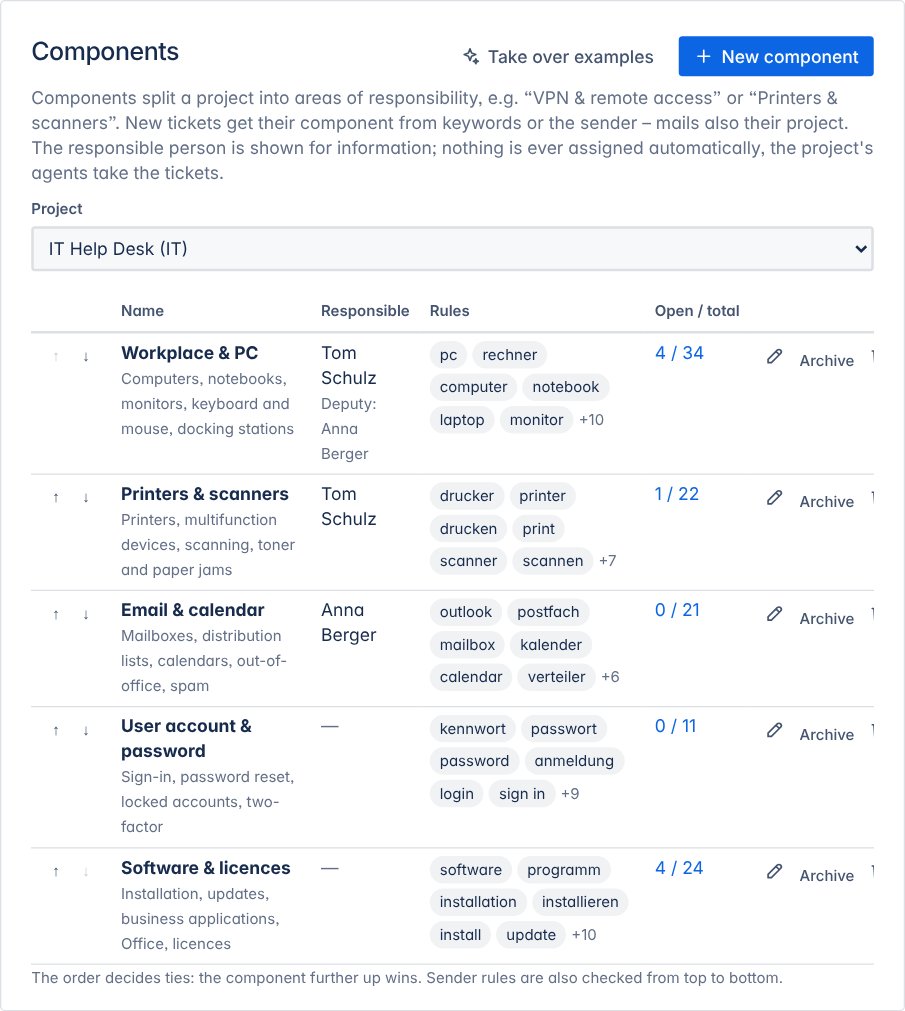 Components
Take over examples
+ New component
Components split a project into areas of responsibility, e.g. “VPN & remote access” or “Printers &
scanners”. New tickets get their component from keywords or the sender – mails also their project.
The responsible person is shown for information; nothing is ever assigned automatically, the project's
agents take the tickets.
Project
IT Help Desk (IT)
Name Responsible Rules Open / total
↑ ↓ Workplace & PC Tom pc rechner 4 / 34 Archive
Computers, notebooks, Schulz computer notebook
monitors, keyboard and Deputy: laptop monitor +10
mouse, docking stations Anna
Berger
↑ ↓ Printers & scanners Tom drucker printer 1 / 22 Archive
Printers, multifunction Schulz drucken print
devices, scanning, toner scanner scannen +7
and paper jams
↑ ↓ Email & calendar Anna outlook postfach 0 / 21 Archive
Mailboxes, distribution Berger mailbox kalender
lists, calendars, out-of- calendar verteiler +6
office, spam
↑ ↓ User account & — kennwort passwort 0 / 11 Archive
password password anmeldung
Sign-in, password reset, login sign in +9
locked accounts, two-
factor
↑ ↓ Software & licences — software programm 4 / 24 Archive
Installation, updates, installation installieren
business applications, install update +10
Office, licences
The order decides ties: the component further up wins. Sender rules are also checked from top to bottom.